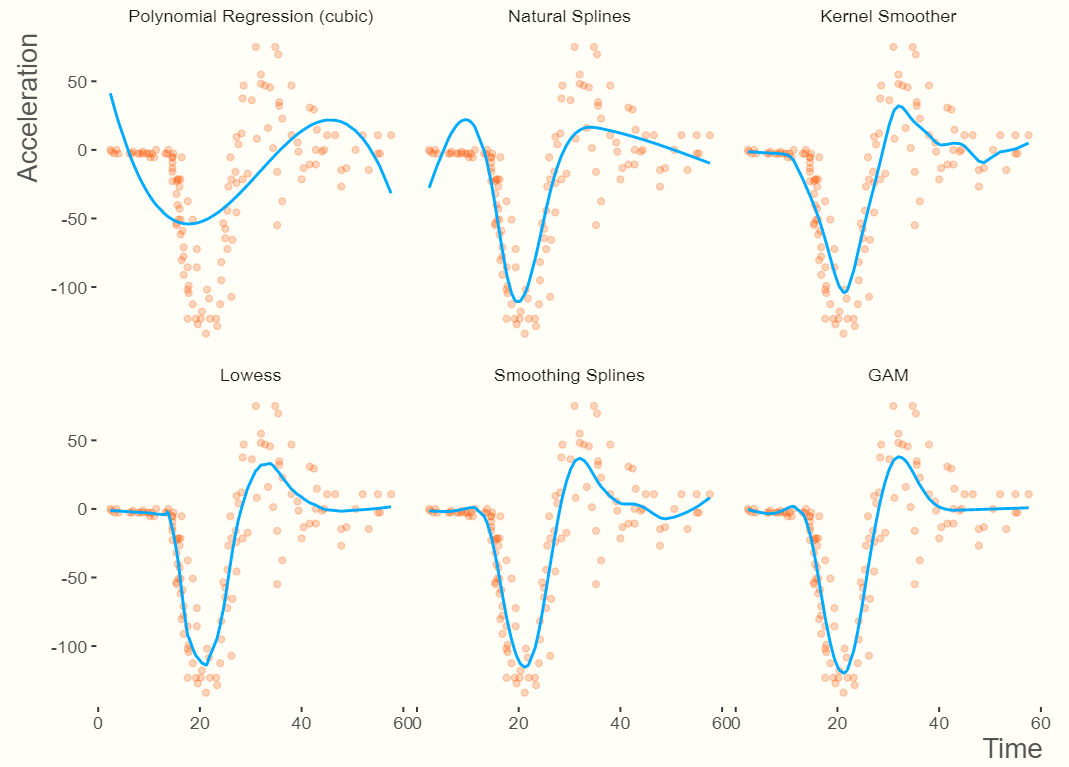 Polynomial Regression (cubic) Natural Splines Kernel Smoother
Acceleration
50
0
-50
-100
Lowess Smoothing Splines GAM
50
0
-50
-100
0 20 40 600 20 40 600 20 40 60
Time